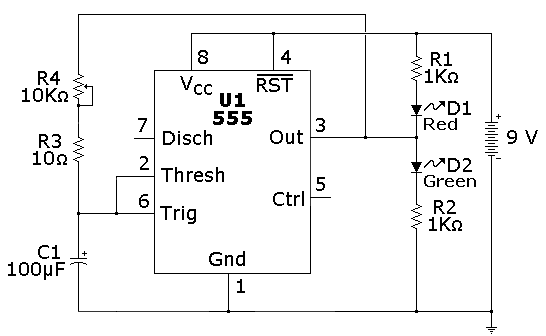 8
4
VCC
RST
R1
1KΩ
R4
10KΩ
U1
555
D1
Red
7
Disch
Out
3
9 V
R3
10Ω
2
Thresh
D2
Green
6
Trig
5
Ctrl
R2
1KΩ
C1
100µF
Gnd
1